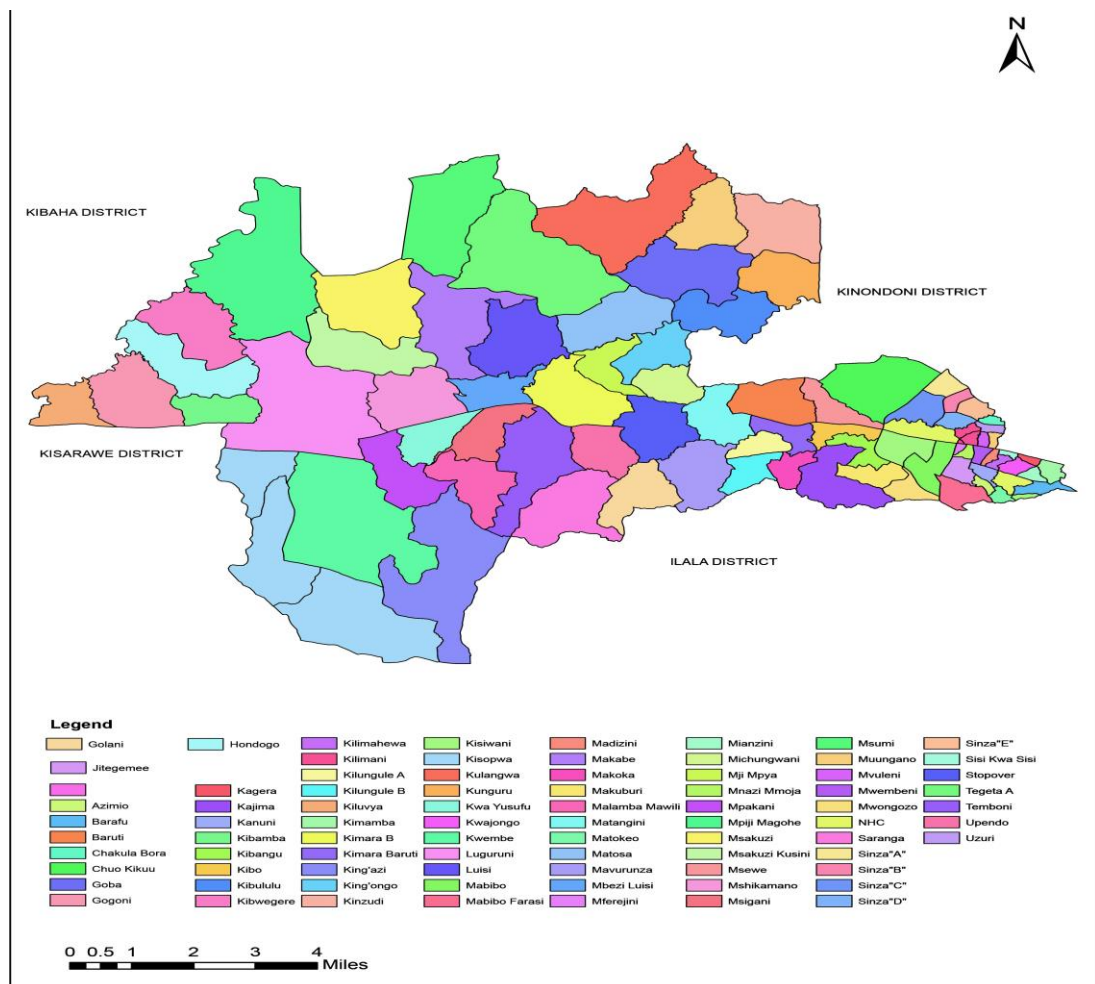 N
KIBAHA DISTRICT
KINONDONI DISTRICT
KISARAWE DISTRICT
ILALA DISTRICT
Legend
Golani
Jitegemee
Azimio
Barafu
Baruti
Chakula Bora
Chuo Kikuu
Goba
Gogoni
Hondogo
Kagera
Kajima
Kanuni
Kibamba
Kibangu
Kibo
Kibululu
Kibwegere
Kilimahewa
Kilimani
Kilungule A
Kilungule B
Kiluvya
Kimamba
Kimara B
Kimara Baruti
King'azi
King'ongo
Kinzudi
Kisiwani
Kisopwa
Kulangwa
Kunguru
Kwa Yusufu
Kwajongo
Kwembe
Luguruni
Luisi
Mabibo
Mabibo Farasi
Madizini
Makabe
Makoka
Makuburi
Malamba Mawili
Matangini
Matokeo
Matosa
Mavurunza
Mbezi Luisi
Mferejini
Mianzini
Michungwani
Mji Mpya
Mnazi Mmoja
Mpakani
Mpiji Magohe
Msakuzi
Msakuzi Kusini
Msewe
Mshikamano
Msigani
Msumi
Muungano
Mvuleni
Mwembeni
Mwongozo
NHC
Saranga
Sinza"A"
Sinza"B"
Sinza"C"
Sinza"D"
Sinza"E"
Sisi Kwa Sisi
Stopover
Tegeta A
Temboni
Upendo
Uzuri
0 0.5 1 2 3 4
Miles